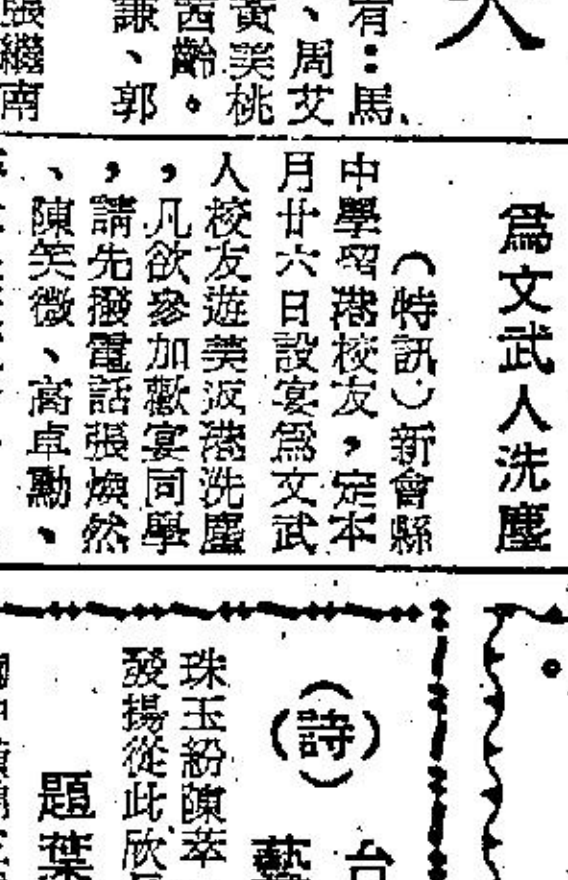 有：馬
、周艾
黃美桃
茜齡。
謙、郭
張繼南
爲文武人洗塵
（特訊）新會縣
中學留港校友，定本
月廿六日設宴爲文武
人校友遊美返港洗塵
，凡欲參加歡宴同學
，請先撥電話張煥然
、陳笑微、高卓勳、
（詩）
珠玉紛陳萃
發揚從此欣
題葉